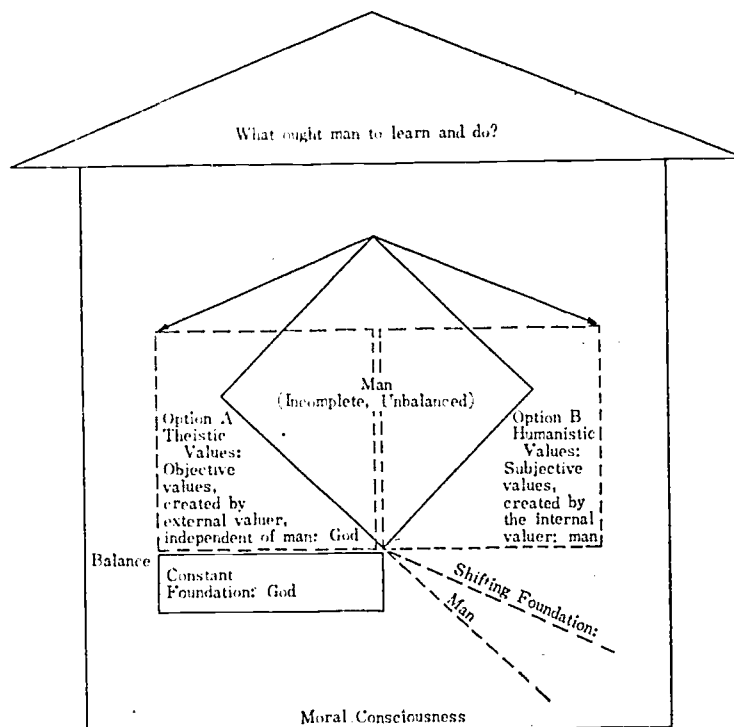 What ought man to learn and do?
Man
(Incomplete, Unbalanced)
Option A
Theistic
Values:
Objective
values,
created by
external valuer,
independent of man: God
Option B
Humanistic
Values:
Subjective
values,
created by
the internal
valuer: man
Balance
Constant
Foundation: God
Shifting Foundation:
Man
Moral Consciousness